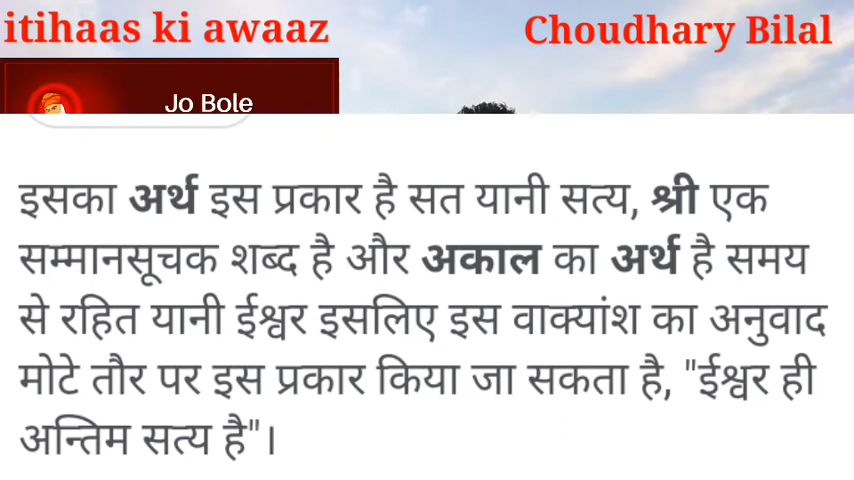 itihaas ki awaaz
Choudhary Bilal
Jo Bole
इसका अर्थ इस प्रकार है सत यानी सत्य, श्री एक
सम्मानसूचक शब्द है और अकाल का अर्थ है समय
से रहित यानी ईश्वर इसलिए इस वाक्यांश का अनुवाद
मोटे तौर पर इस प्रकार किया जा सकता है, "ईश्वर ही
अन्तिम सत्य है"।